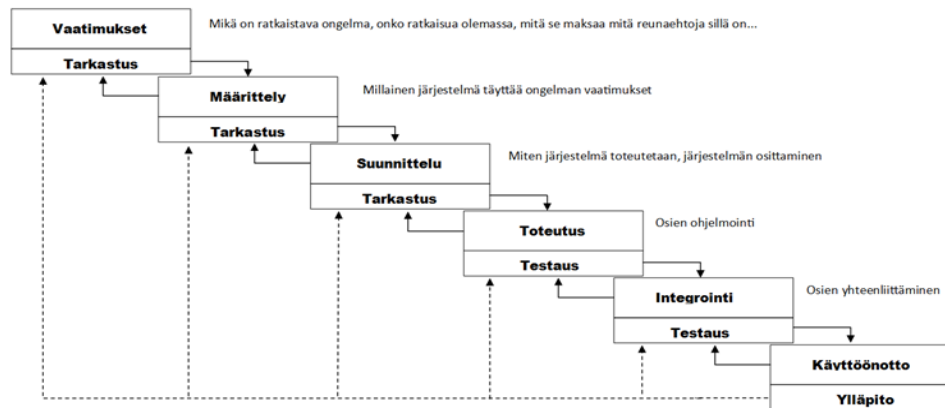 Vaatimukset
Mikä on ratkaistava ongelma, onko ratkaisua olemassa, mitä se maksaa mitä reunaehtoja sillä on...
Tarkastus
Määrittely
Millainen järjestelmä täyttää ongelman vaatimukset
Tarkastus
Suunnittelu
Miten järjestelmä toteutetaan, järjestelmän osittaminen
Tarkastus
Toteutus
Osien ohjelmointi
Testaus
Integrointi
Osien yhteenliittäminen
Testaus
Käyttöönotto
Ylläpito